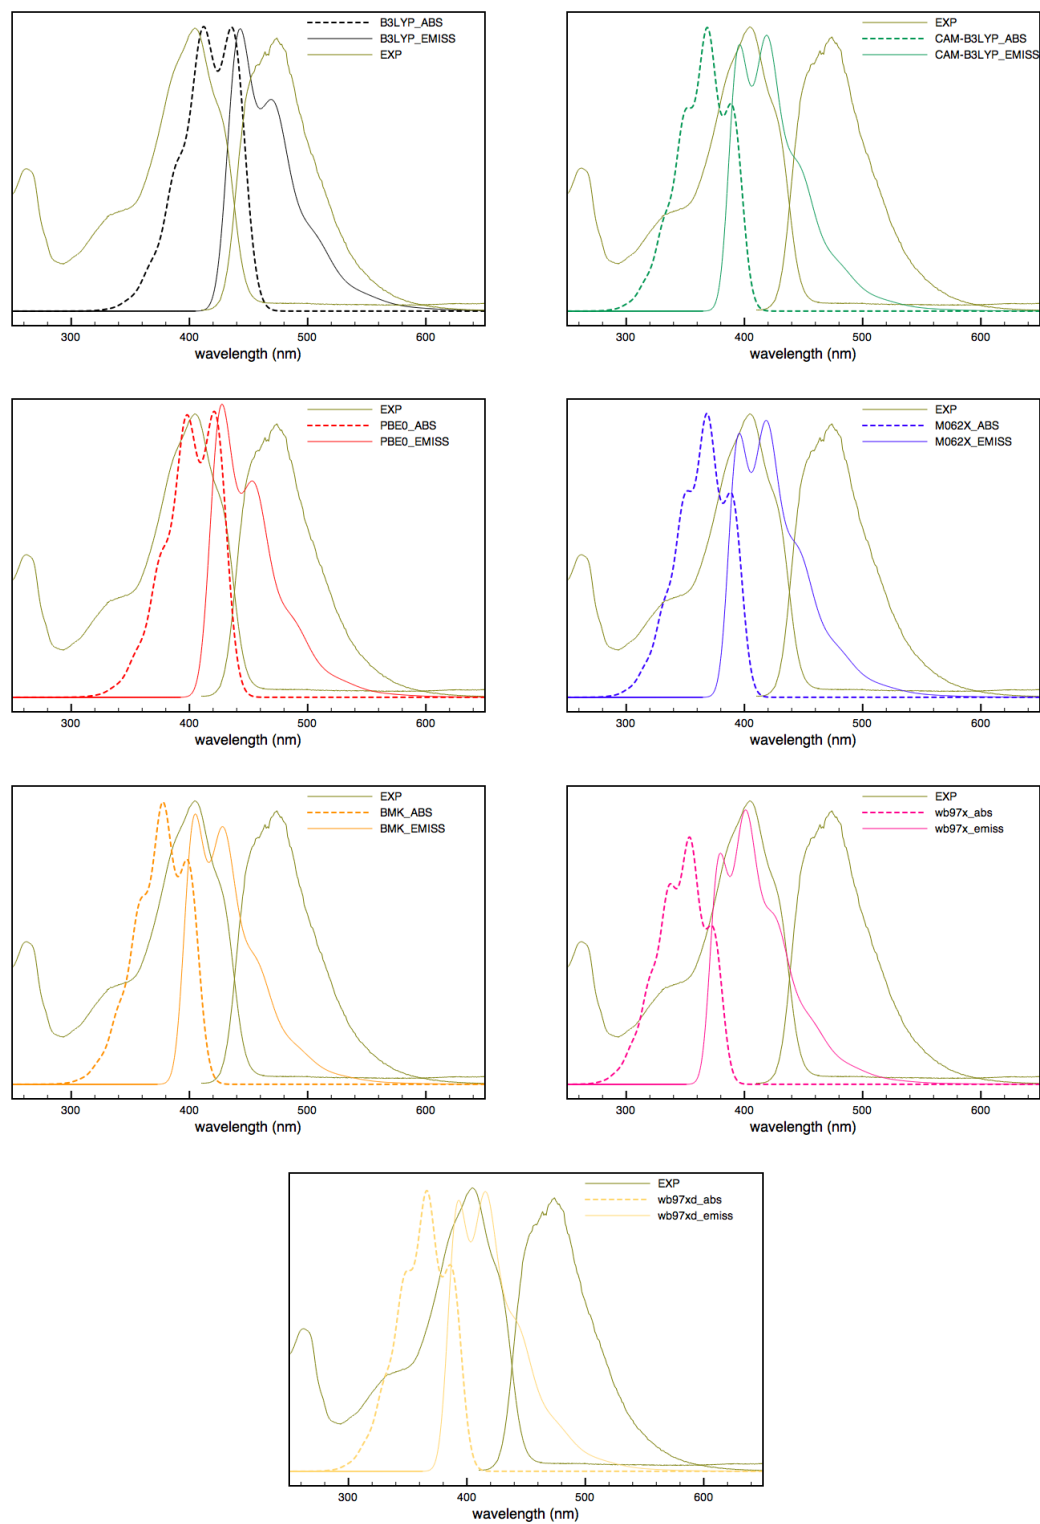 B3LYP_ABS
B3LYP_EMISS
EXP
300 400 500 600
wavelength (nm)
EXP
CAM-B3LYP_ABS
CAM-B3LYP_EMISS
300 400 500 600
wavelength (nm)
EXP
PBE0_ABS
PBE0_EMISS
300 400 500 600
wavelength (nm)
EXP
M062X_ABS
M062X_EMISS
300 400 500 600
wavelength (nm)
EXP
BMK_ABS
BMK_EMISS
300 400 500 600
wavelength (nm)
EXP
wb97x_abs
wb97x_emiss
300 400 500 600
wavelength (nm)
EXP
wb97xd_abs
wb97xd_emiss
300 400 500 600
wavelength (nm)